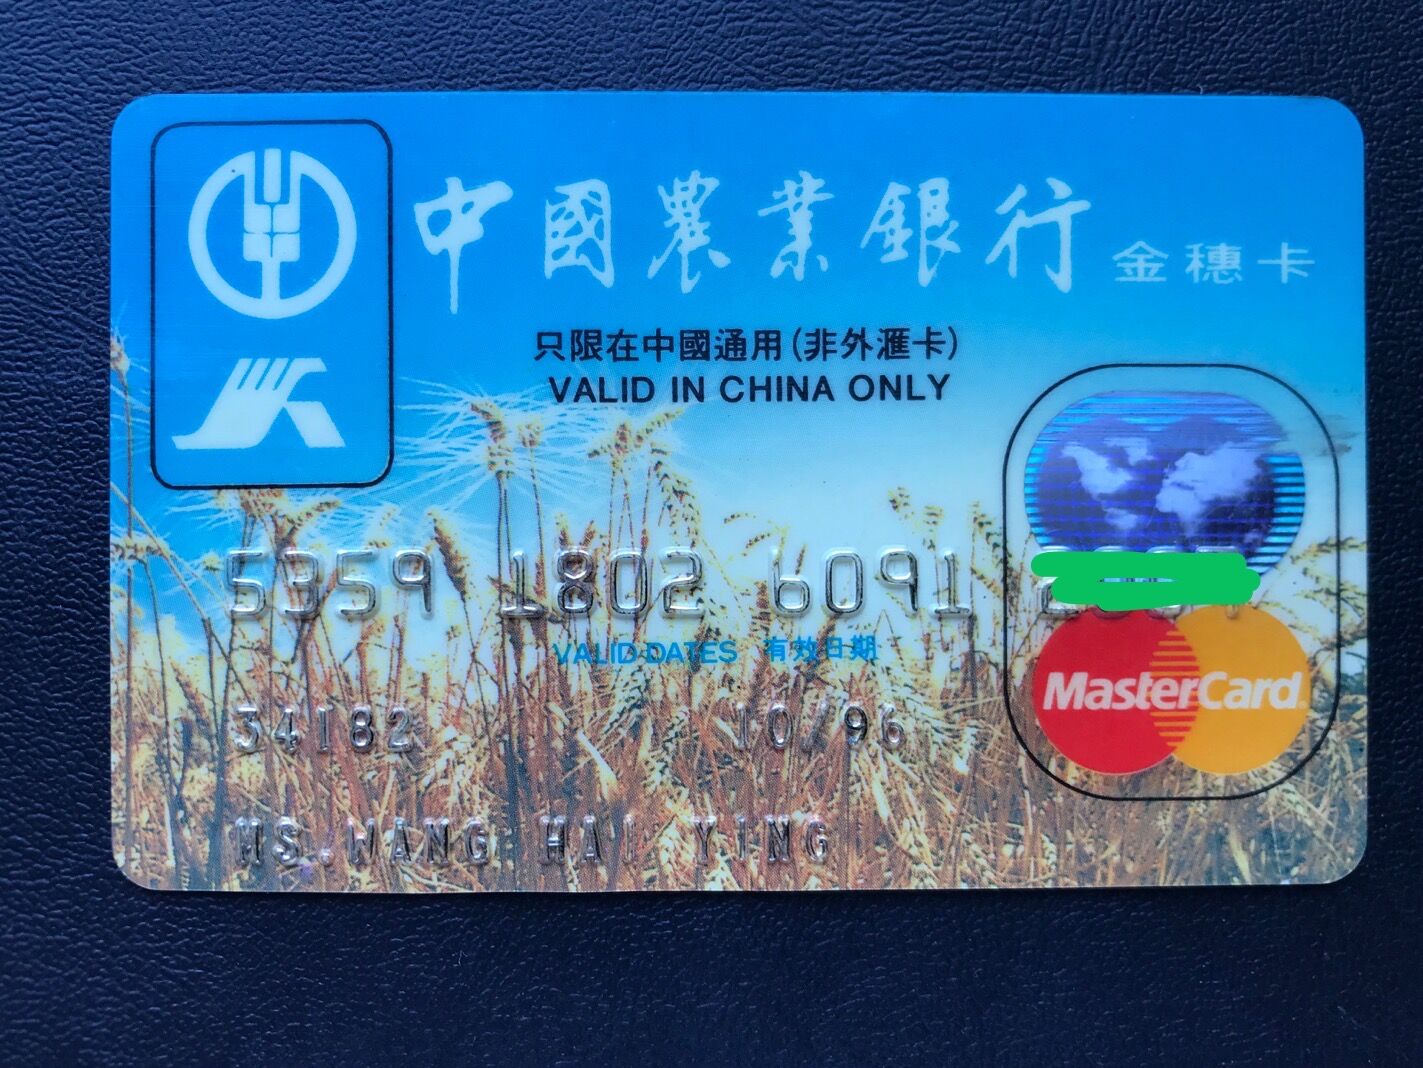 中國農業銀行 金穗卡
只限在中國通用(非外滙卡)
VALID IN CHINA ONLY
5359 1802 6091
VALID DATES 有效日期
34182 10/96
MasterCard
MS.WANG HAI YING